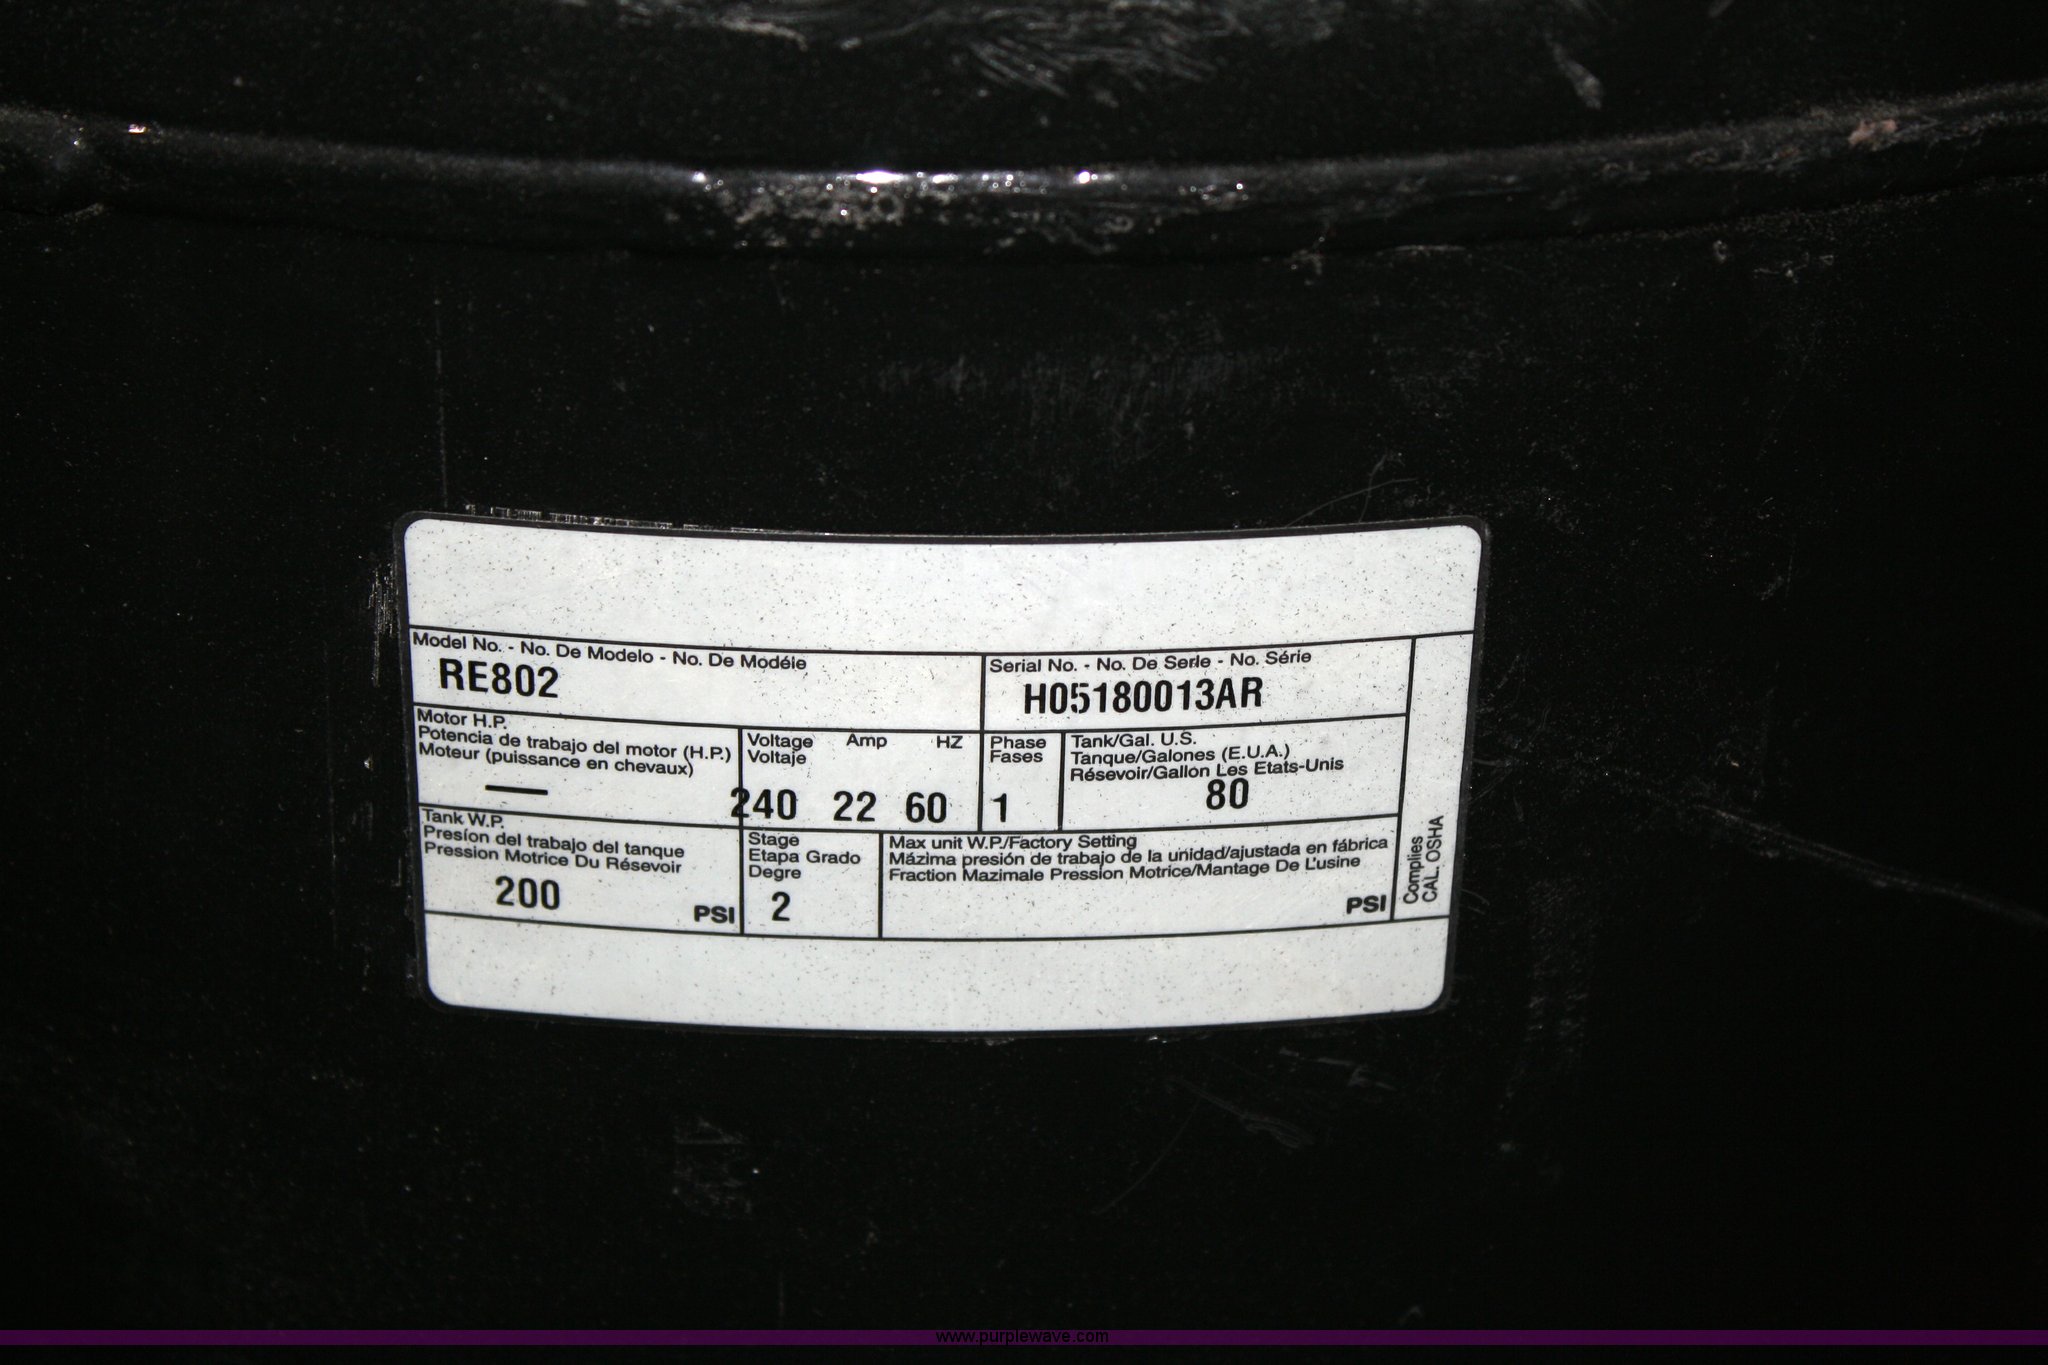 Model No. - No. De Modelo - No. De Modéle
RE802
Serial No. - No. De Serie - No. Série
H05180013AR
Motor H.P.
Potencia de trabajo del motor (H.P.)
Moteur (puissance en chevaux)
—
Voltage Amp HZ
Voltaje
240 22 60
Phase
Fases
1
Tank/Gal. U.S.
Tanque/Galones (E.U.A.)
Résevoir/Gallon Les Etats-Unis
80
Tank W.P.
Presíon del trabajo del tanque
Pression Motrice Du Résevoir
200 PSI
Stage
Etapa Grado
Degre
2
Max unit W.P./Factory Setting
Mázima presión de trabajo de la unidad/ajustada en fábrica
Fraction Mazimale Pression Motrice/Mantage De L'usine
PSI
Complies
CAL. OSHA
www.purplewave.com